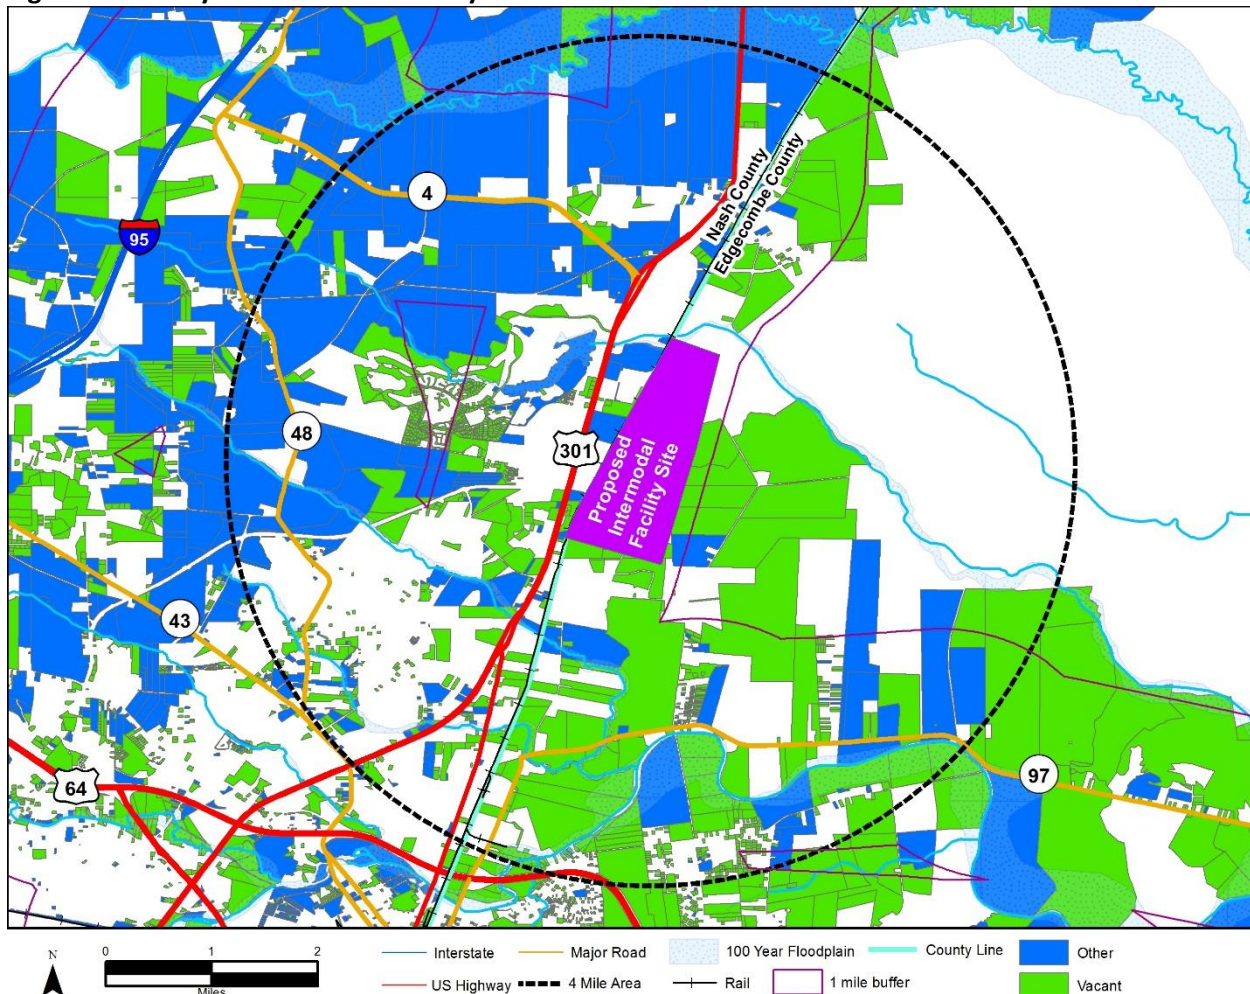 4
95
Nash County
Edgecombe County
48
301
Proposed
Intermodal
Facility Site
43
64
97
N
0 1 2
Miles
Interstate
Major Road
100 Year Floodplain
County Line
Other
US Highway
4 Mile Area
Rail
1 mile buffer
Vacant